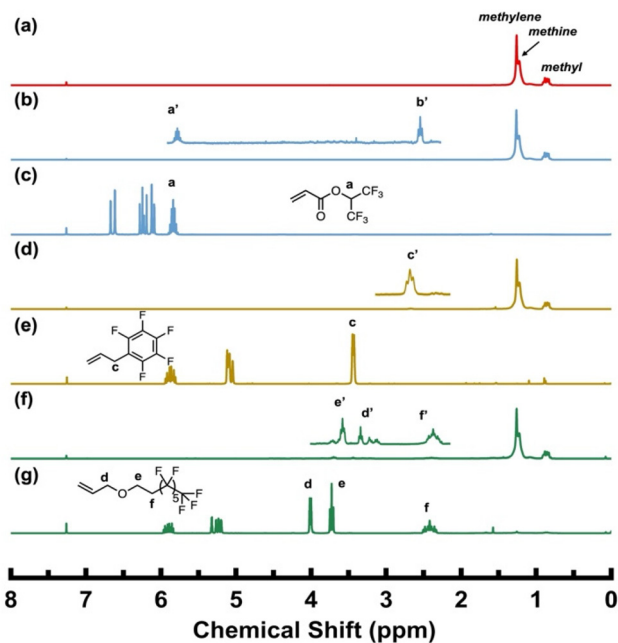 (a)
methylene
methine
methyl
(b)
a'
b'
(c)
a
a
O
O
CF3
CF3
(d)
c'
(e)
c
F
F
F
F
F
c
(f)
e'
d'
f'
(g)
d
e
f
O
F
F
5
F
F
F
d
e
f
8 7 6 5 4 3 2 1 0
Chemical Shift (ppm)